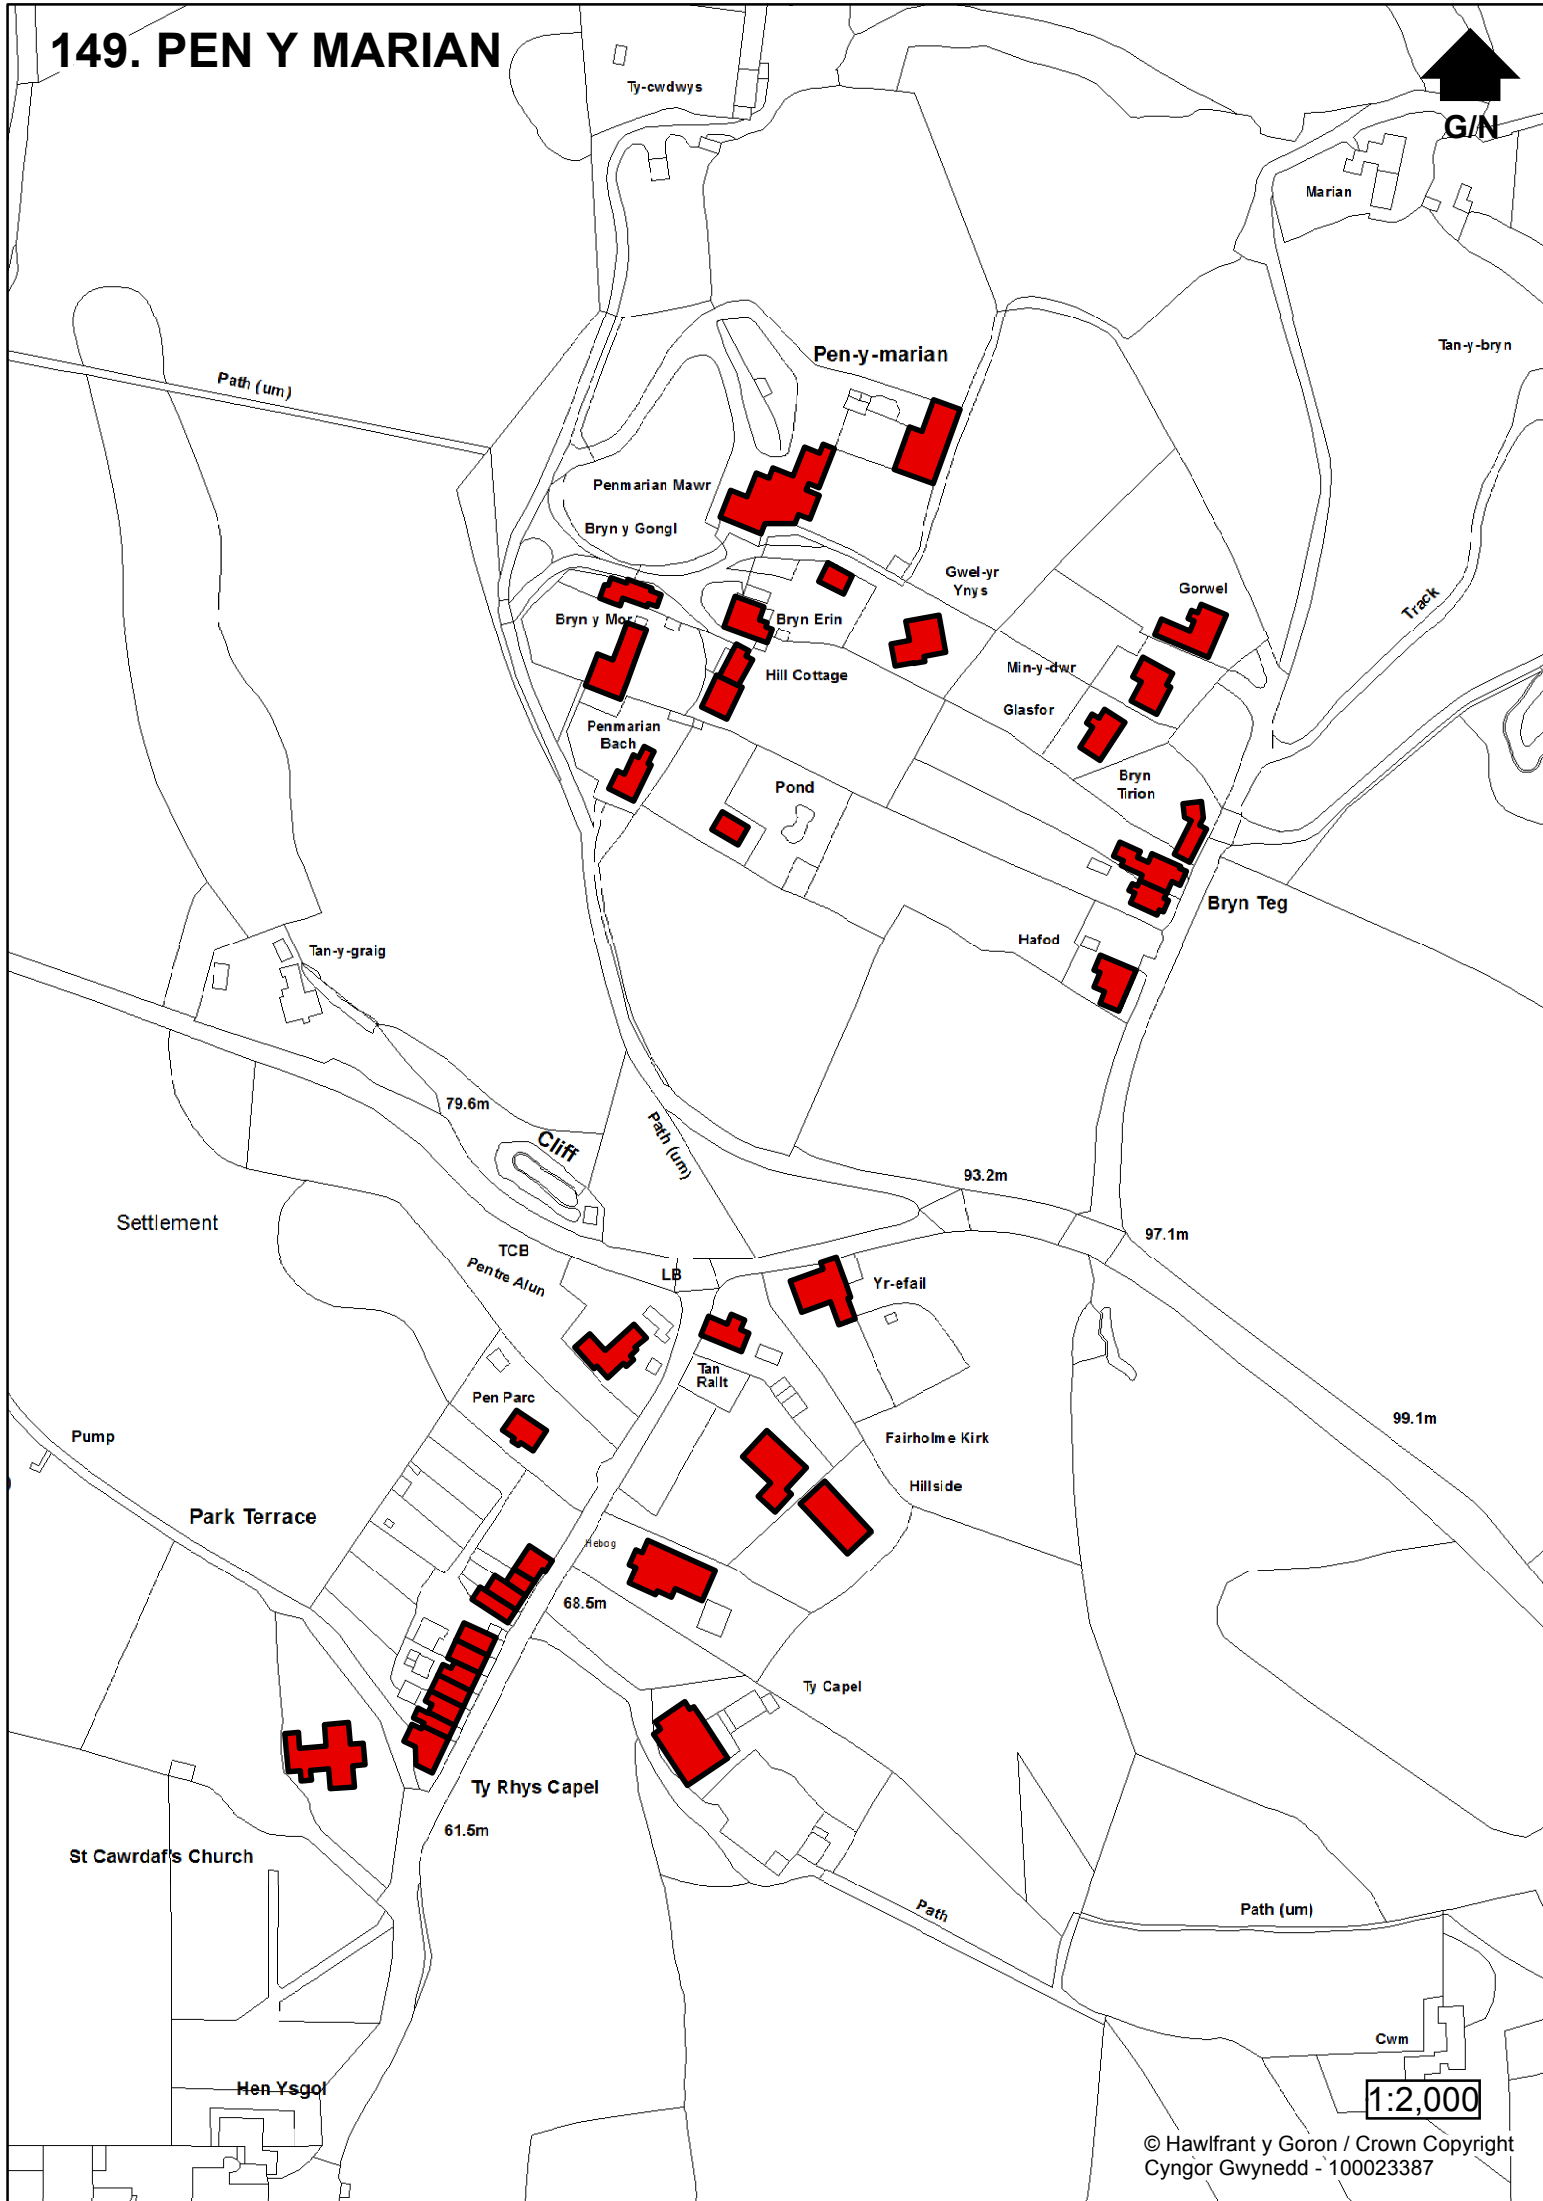 149. PEN Y MARIAN
G/N
Ty-cwdwys
Marian
Tan-y-bryn
Pen-y-marian
Path (um)
Penmarian Mawr
Bryn y Gongl
Gwel-yr
Ynys
Gorwel
Track
Bryn y Mor
Bryn Erin
Min-y-dwr
Hill Cottage
Glasfor
Penmarian
Bach
Pond
Bryn
Tirion
Bryn Teg
Hafod
Tan-y-graig
79.6m
Cliff
Path (um)
93.2m
Settlement
97.1m
TCB
Pentre Alun
LB
Yr-efail
Tan
Rallt
Pen Parc
99.1m
Pump
Fairholme Kirk
Hillside
Park Terrace
Hebog
68.5m
Ty Capel
Ty Rhys Capel
61.5m
St Cawrdaf's Church
Path
Path (um)
Cwm
Hen Ysgol
1:2,000
© Hawlfrant y Goron / Crown Copyright
Cyngor Gwynedd - 100023387